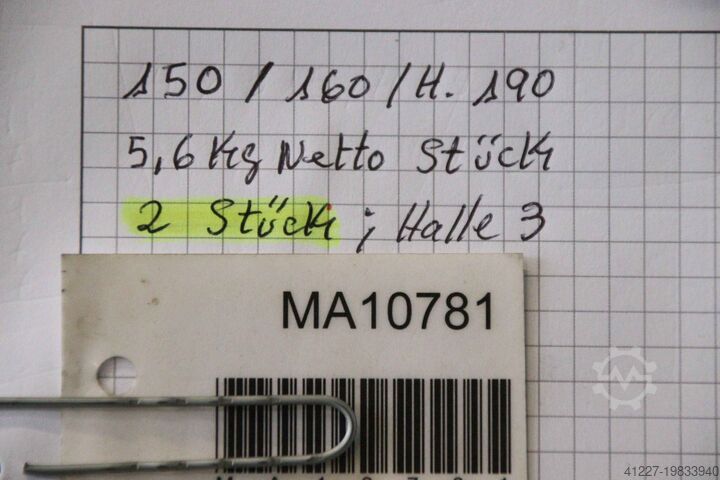 150 / 160 / H. 190
5,6 Kg Netto Stück
2 Stück ; Halle 3
MA10781
41227-19833940